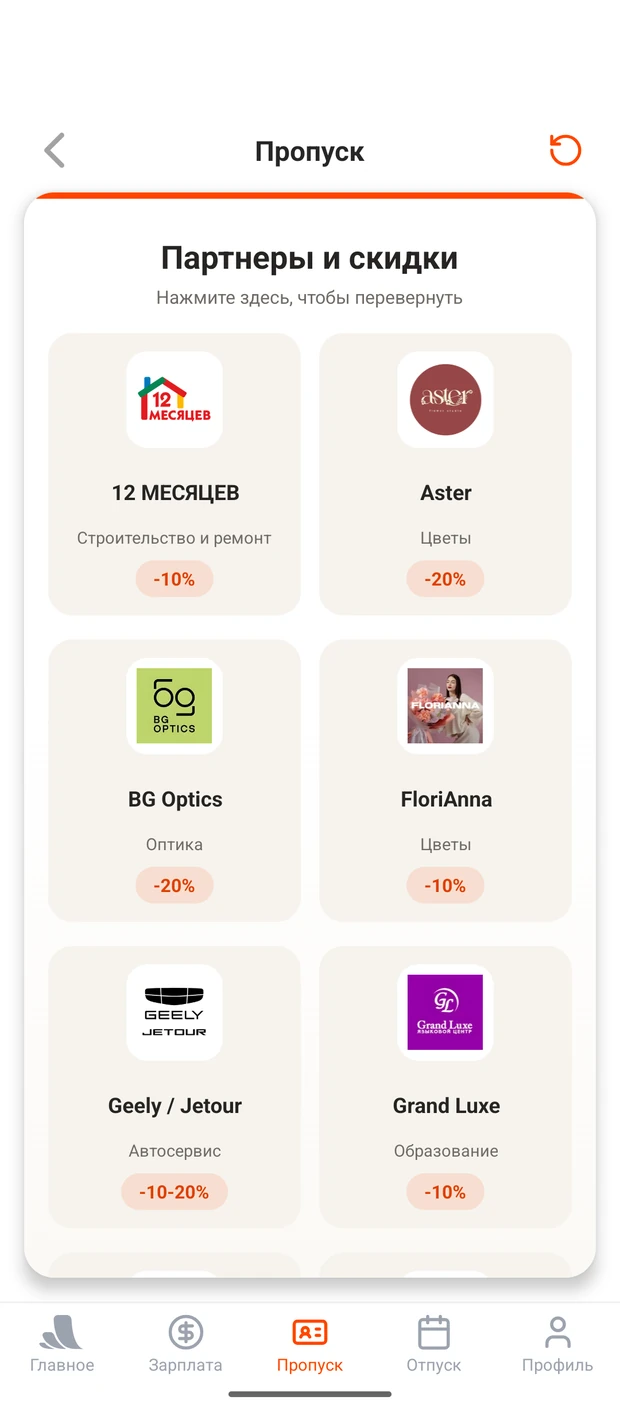 Пропуск
Партнеры и скидки
Нажмите здесь, чтобы перевернуть
12
МЕСЯЦЕВ
12 МЕСЯЦЕВ
Строительство и ремонт
-10%
aster
Aster
Цветы
-20%
bg
BG
OPTICS
BG Optics
Оптика
-20%
FLORIANNA
FloriAnna
Цветы
-10%
GEELY
JETOUR
Geely / Jetour
Автосервис
-10-20%
GL
Grand Luxe
ЯЗЫКОВОЙ ЦЕНТР
Grand Luxe
Образование
-10%
Главное
Зарплата
Пропуск
Отпуск
Профиль